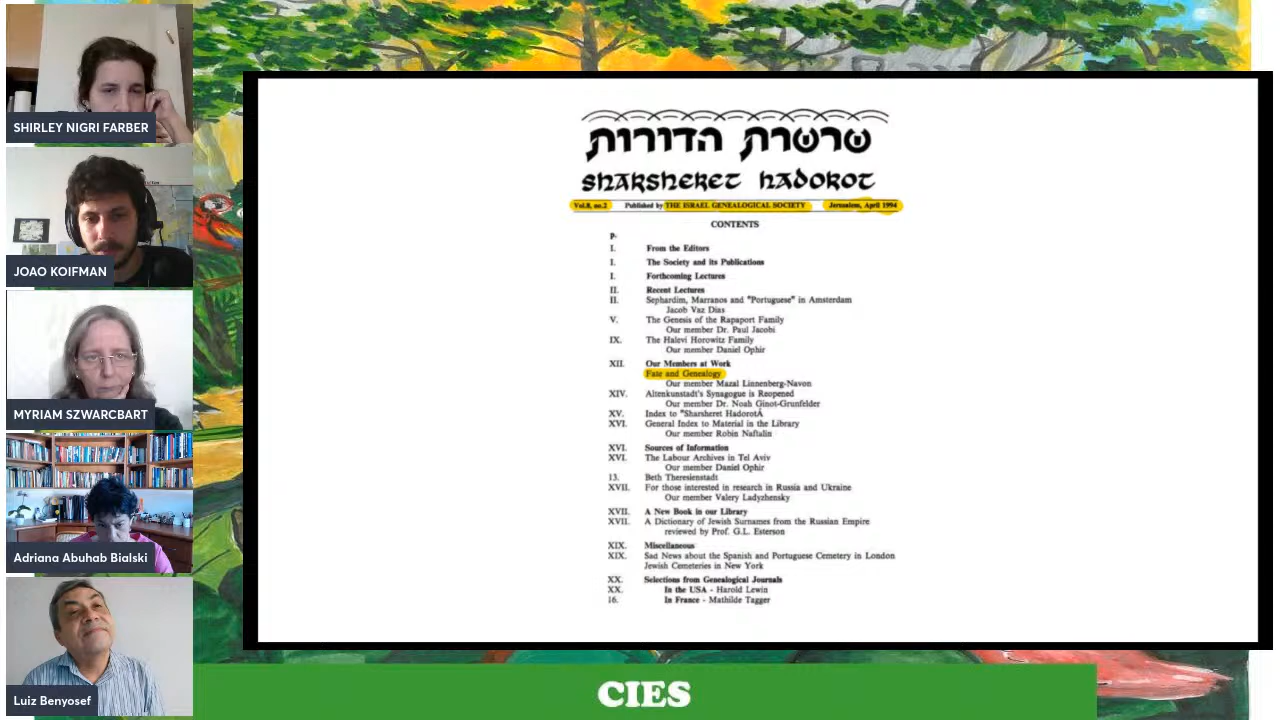 SHIRLEY NIGRI FARBER
JOAO KOIFMAN
MYRIAM SZWARCBART
Adriana Abuhab Bialski
Luiz Benyosef
שרשרת הדורות
SHARSHERET HADOROT
Vol.8, no.2 Published by THE ISRAEL GENEALOGICAL SOCIETY Jerusalem, April 1994
CONTENTS
P.
I. From the Editors
I. The Society and its Publications
I. Forthcoming Lectures
II. Recent Lectures
II. Sephardim, Marranos and "Portuguese" in Amsterdam
Jacob Vaz Dias
V. The Genesis of the Rapaport Family
Our member Dr. Paul Jacobi
IX. The Halevi Horowitz Family
Our member Daniel Ophir
XII. Our Members at Work
Fate and Genealogy
Our member Mazal Linnenberg-Navon
XIV. Altenkunstadt's Synagogue is Reopened
Our member Dr. Noah Ginot-Grunfelder
XV. Index to "Sharsheret HadorotÁ
XVI. General Index to Material in the Library
Our member Robin Naftalin
XVI. Sources of Information
XVI. The Labour Archives in Tel Aviv
Our member Daniel Ophir
13. Beth Theresienstadt
XVII. For those interested in research in Russia and Ukraine
Our member Valery Ladyzhensky
XVII. A New Book in our Library
XVII. A Dictionary of Jewish Surnames from the Russian Empire
reviewed by Prof. G.L. Esterson
XIX. Miscellaneous
XIX. Sad News about the Spanish and Portuguese Cemetery in London
Jewish Cemeteries in New York
XX. Selections from Genealogical Journals
XX. In the USA - Harold Lewin
16. In France - Mathilde Tagger
CIES